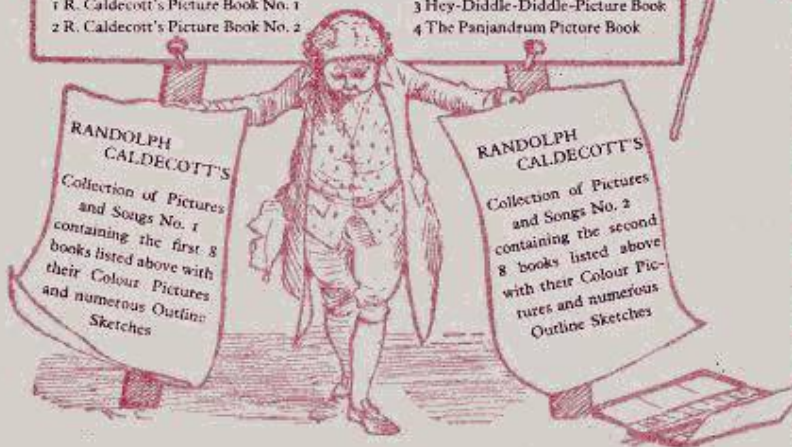 1 R. Caldecott's Picture Book No. 1
2 R. Caldecott's Picture Book No. 2
3 Hey-Diddle-Diddle-Picture Book
4 The Panjandrum Picture Book
RANDOLPH
CALDECOTT'S
Collection of Pictures
and Songs No. 1
containing the first 8
books listed above with
their Colour Pictures
and numerous Outline
Sketches
RANDOLPH
CALDECOTT'S
Collection of Pictures
and Songs No. 2
containing the second
8 books listed above
with their Colour Pic-
tures and numerous
Outline Sketches